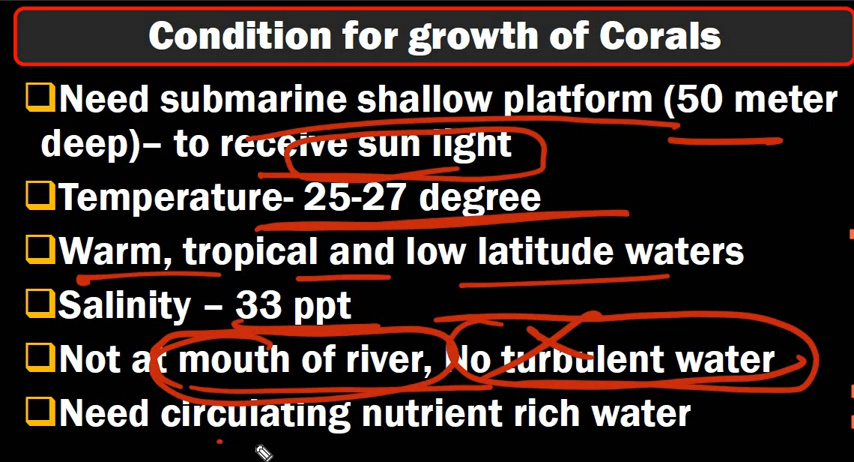 Condition for growth of Corals
Need submarine shallow platform (50 meter
deep)– to receive sun light
Temperature- 25-27 degree
Warm, tropical and low latitude waters
Salinity – 33 ppt
Not at mouth of river, No turbulent water
Need circulating nutrient rich water